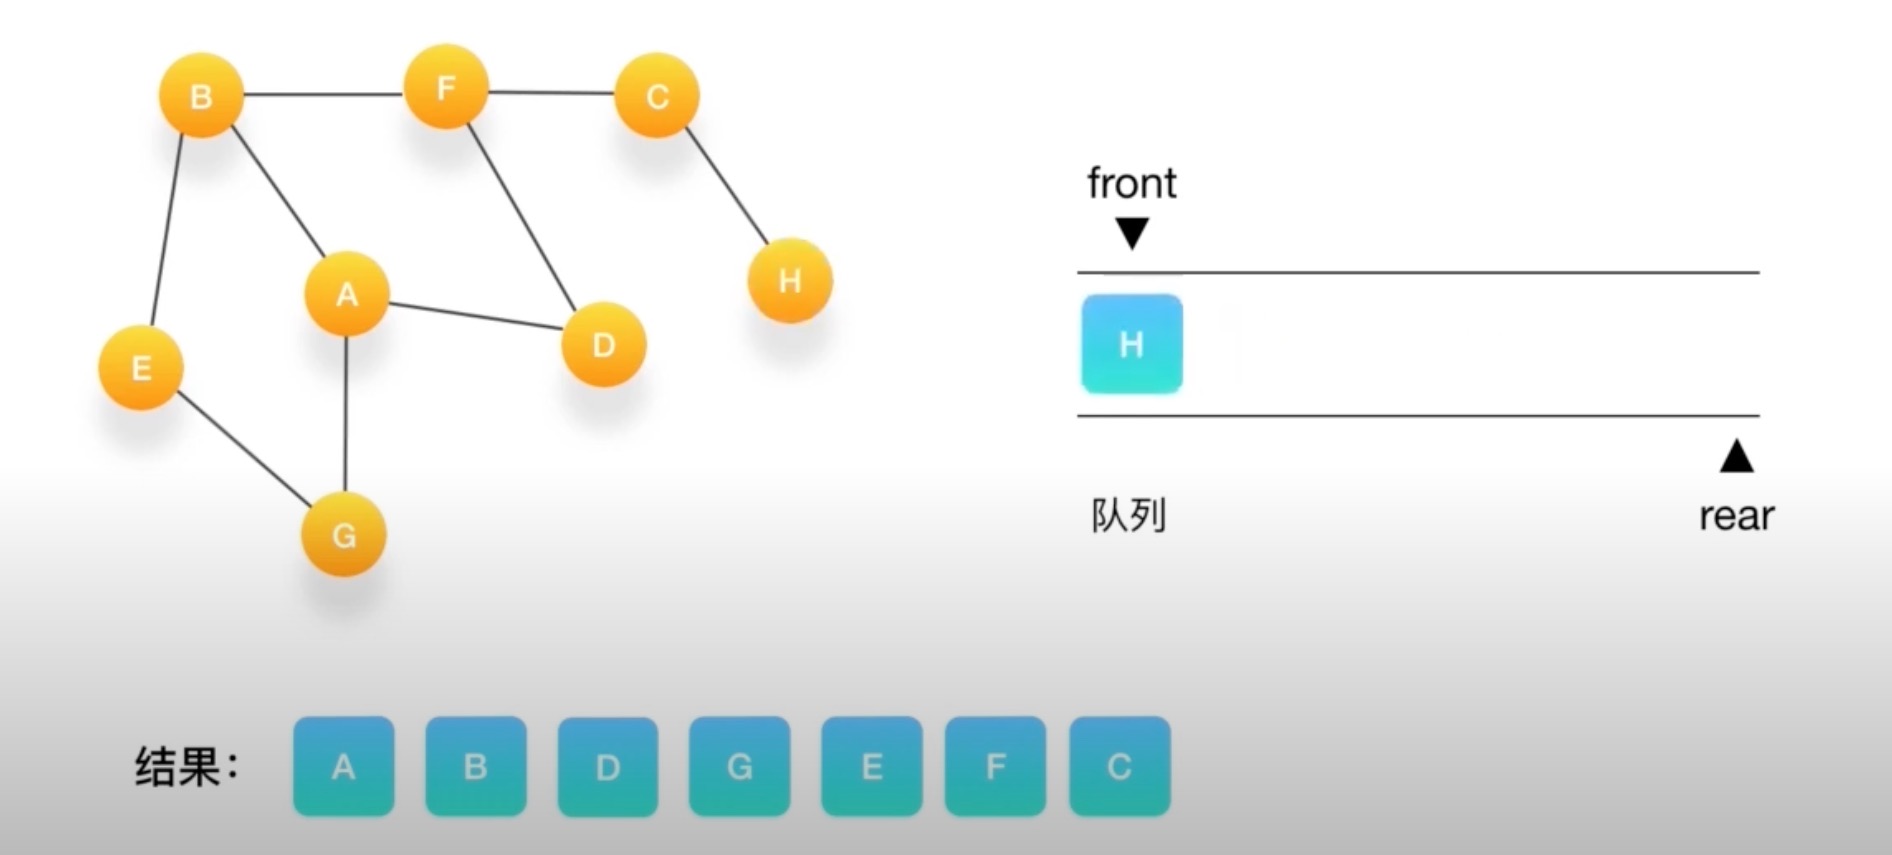 B F C
A H
E D
G
front
H
队列
rear
结果： A B D G E F C